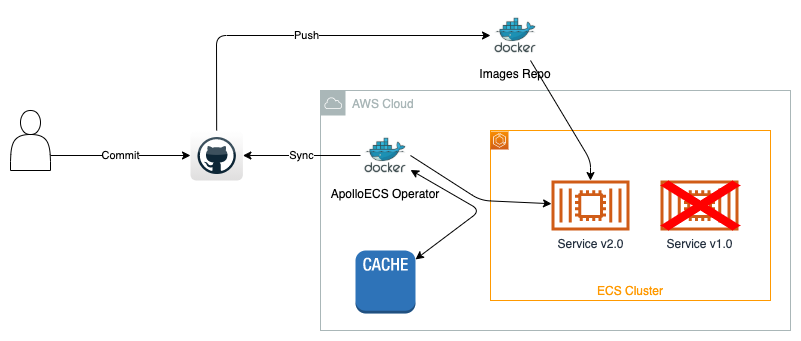 Push
docker
Images Repo
AWS Cloud
Commit
Sync
docker
ApolloECS Operator
Service v2.0
Service v1.0
CACHE
ECS Cluster